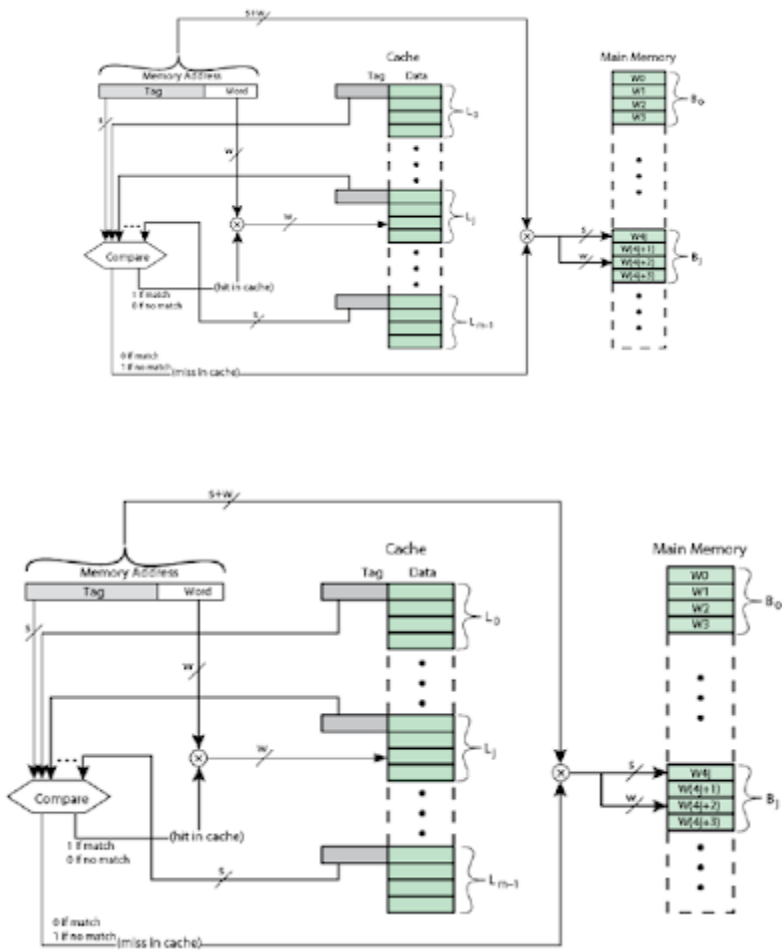 s+w
Cache
Main Memory
Memory Address
Tag Data
Tag Word
W0
W1
W2
W3
L0
B0
s
w
Lj
w
W4j
W(4j+1)
W(4j+2)
W(4j+3)
s
w
Bj
Compare
(hit in cache)
1 if match
0 if no match
s
Lm-1
0 if match
1 if no match
(miss in cache)
s+w
Cache
Main Memory
Memory Address
Tag Data
Tag Word
W0
W1
W2
W3
L0
B0
s
w
Lj
w
W4j
W(4j+1)
W(4j+2)
W(4j+3)
s
w
Bj
Compare
(hit in cache)
1 if match
0 if no match
s
Lm-1
0 if match
1 if no match
(miss in cache)